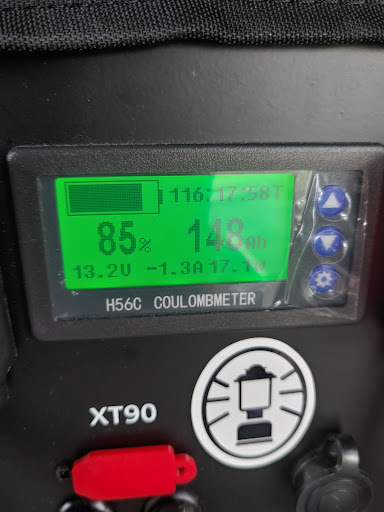 116:17:58T
85% 148Ah
13.2V -1.3A 17.1W
H56C COULOMBMETER
XT90